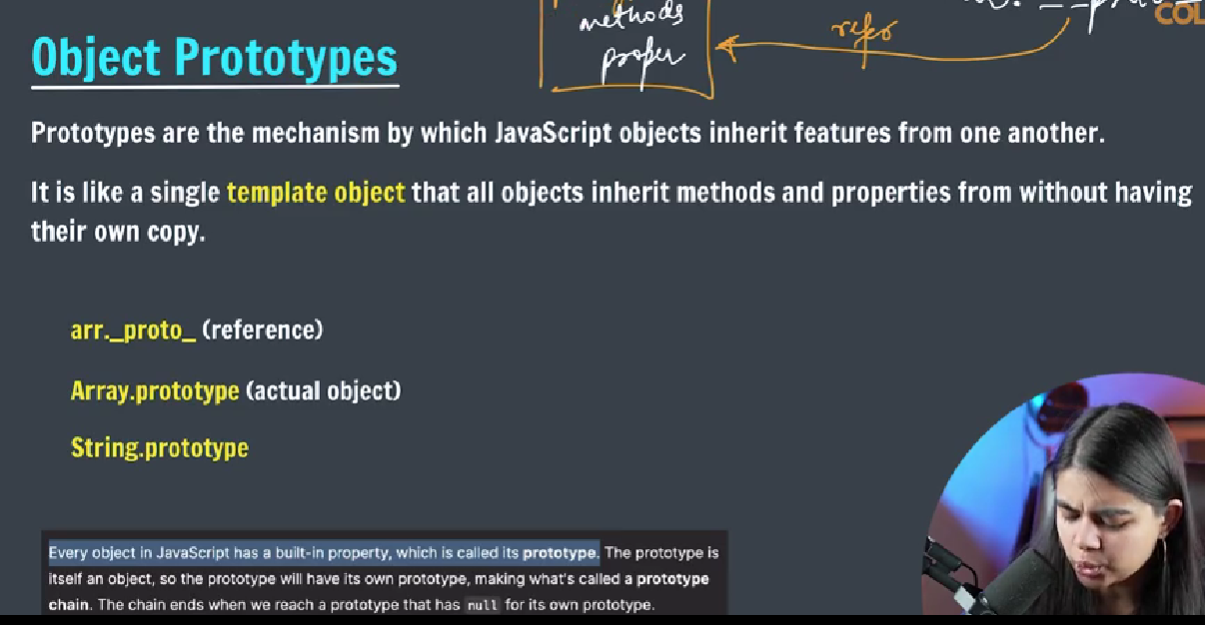 methods
proper
refer
COL
Object Prototypes
Prototypes are the mechanism by which JavaScript objects inherit features from one another.
It is like a single template object that all objects inherit methods and properties from without having
their own copy.
arr._proto_ (reference)
Array.prototype (actual object)
String.prototype
Every object in JavaScript has a built-in property, which is called its prototype. The prototype is
itself an object, so the prototype will have its own prototype, making what's called a prototype
chain. The chain ends when we reach a prototype that has null for its own prototype.